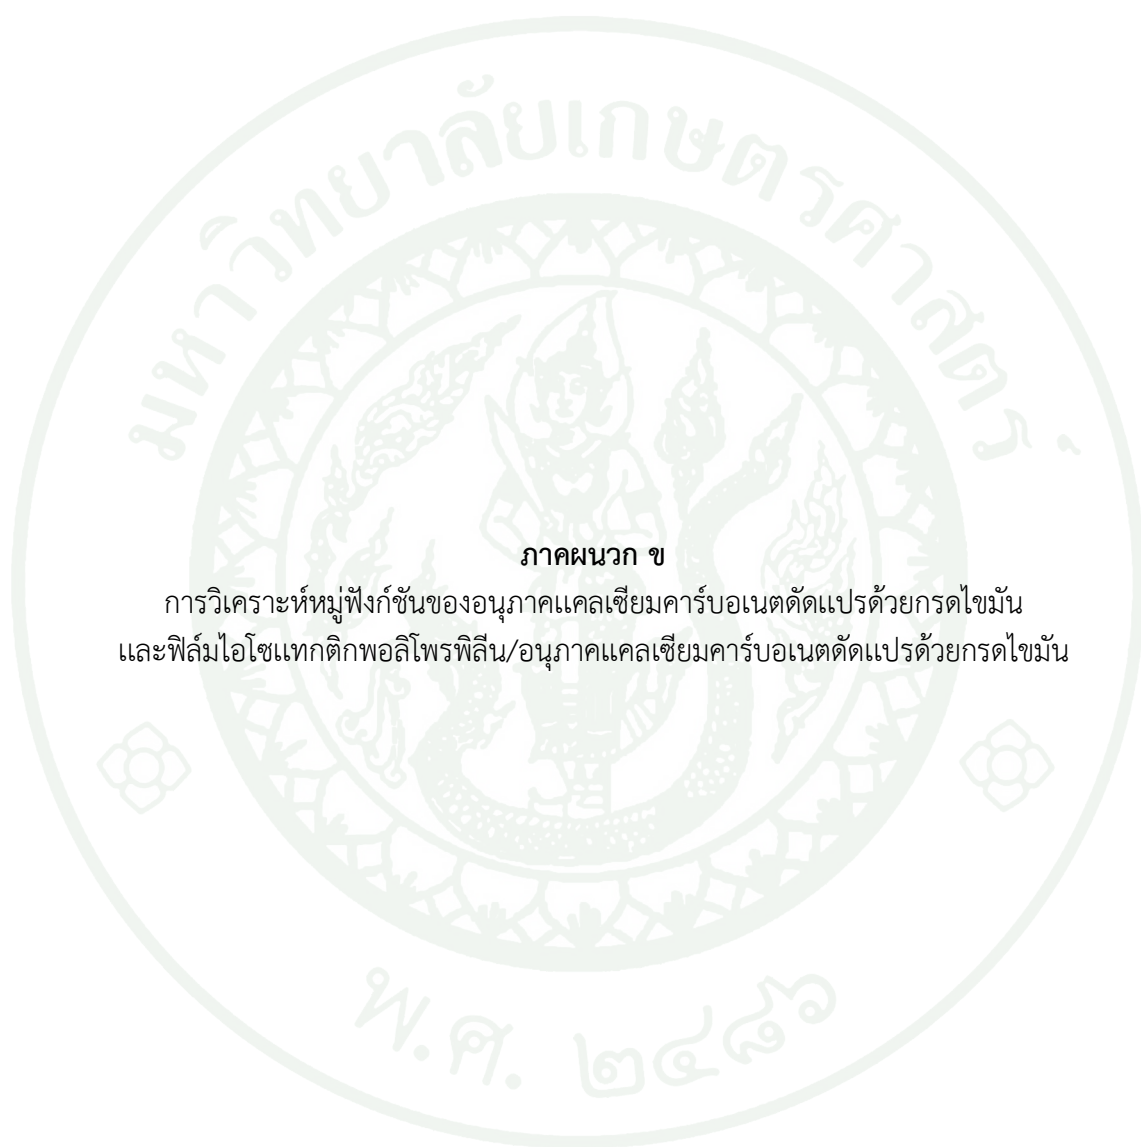 มหาวิทยาลัยเกษตรศาสตร์
ภาคผนวก ข
การวิเคราะห์หมู่ฟังก์ชันของอนุภาคแคลเซียมคาร์บอเนตดัดแปรด้วยกรดไขมัน
และฟิล์มไอโซแทกติกพอลิโพรพิลีน/อนุภาคแคลเซียมคาร์บอเนตดัดแปรด้วยกรดไขมัน
พ.ศ. ๒๔๘๖